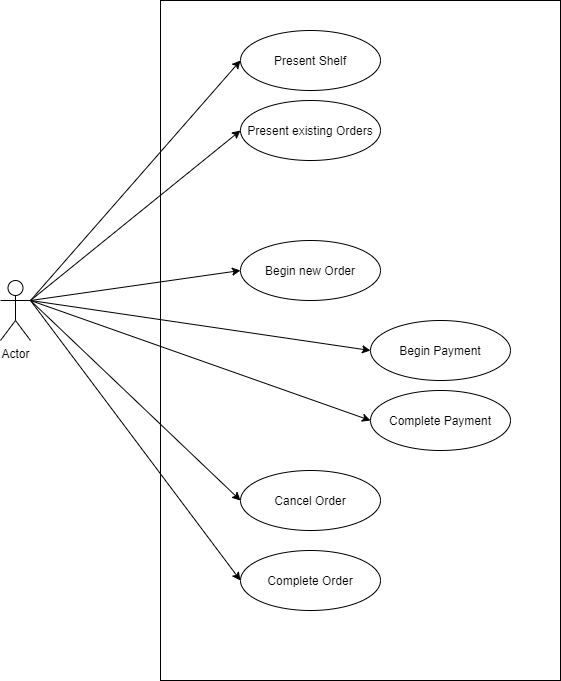 Present Shelf
Present existing Orders
Begin new Order
Actor
Begin Payment
Complete Payment
Cancel Order
Complete Order